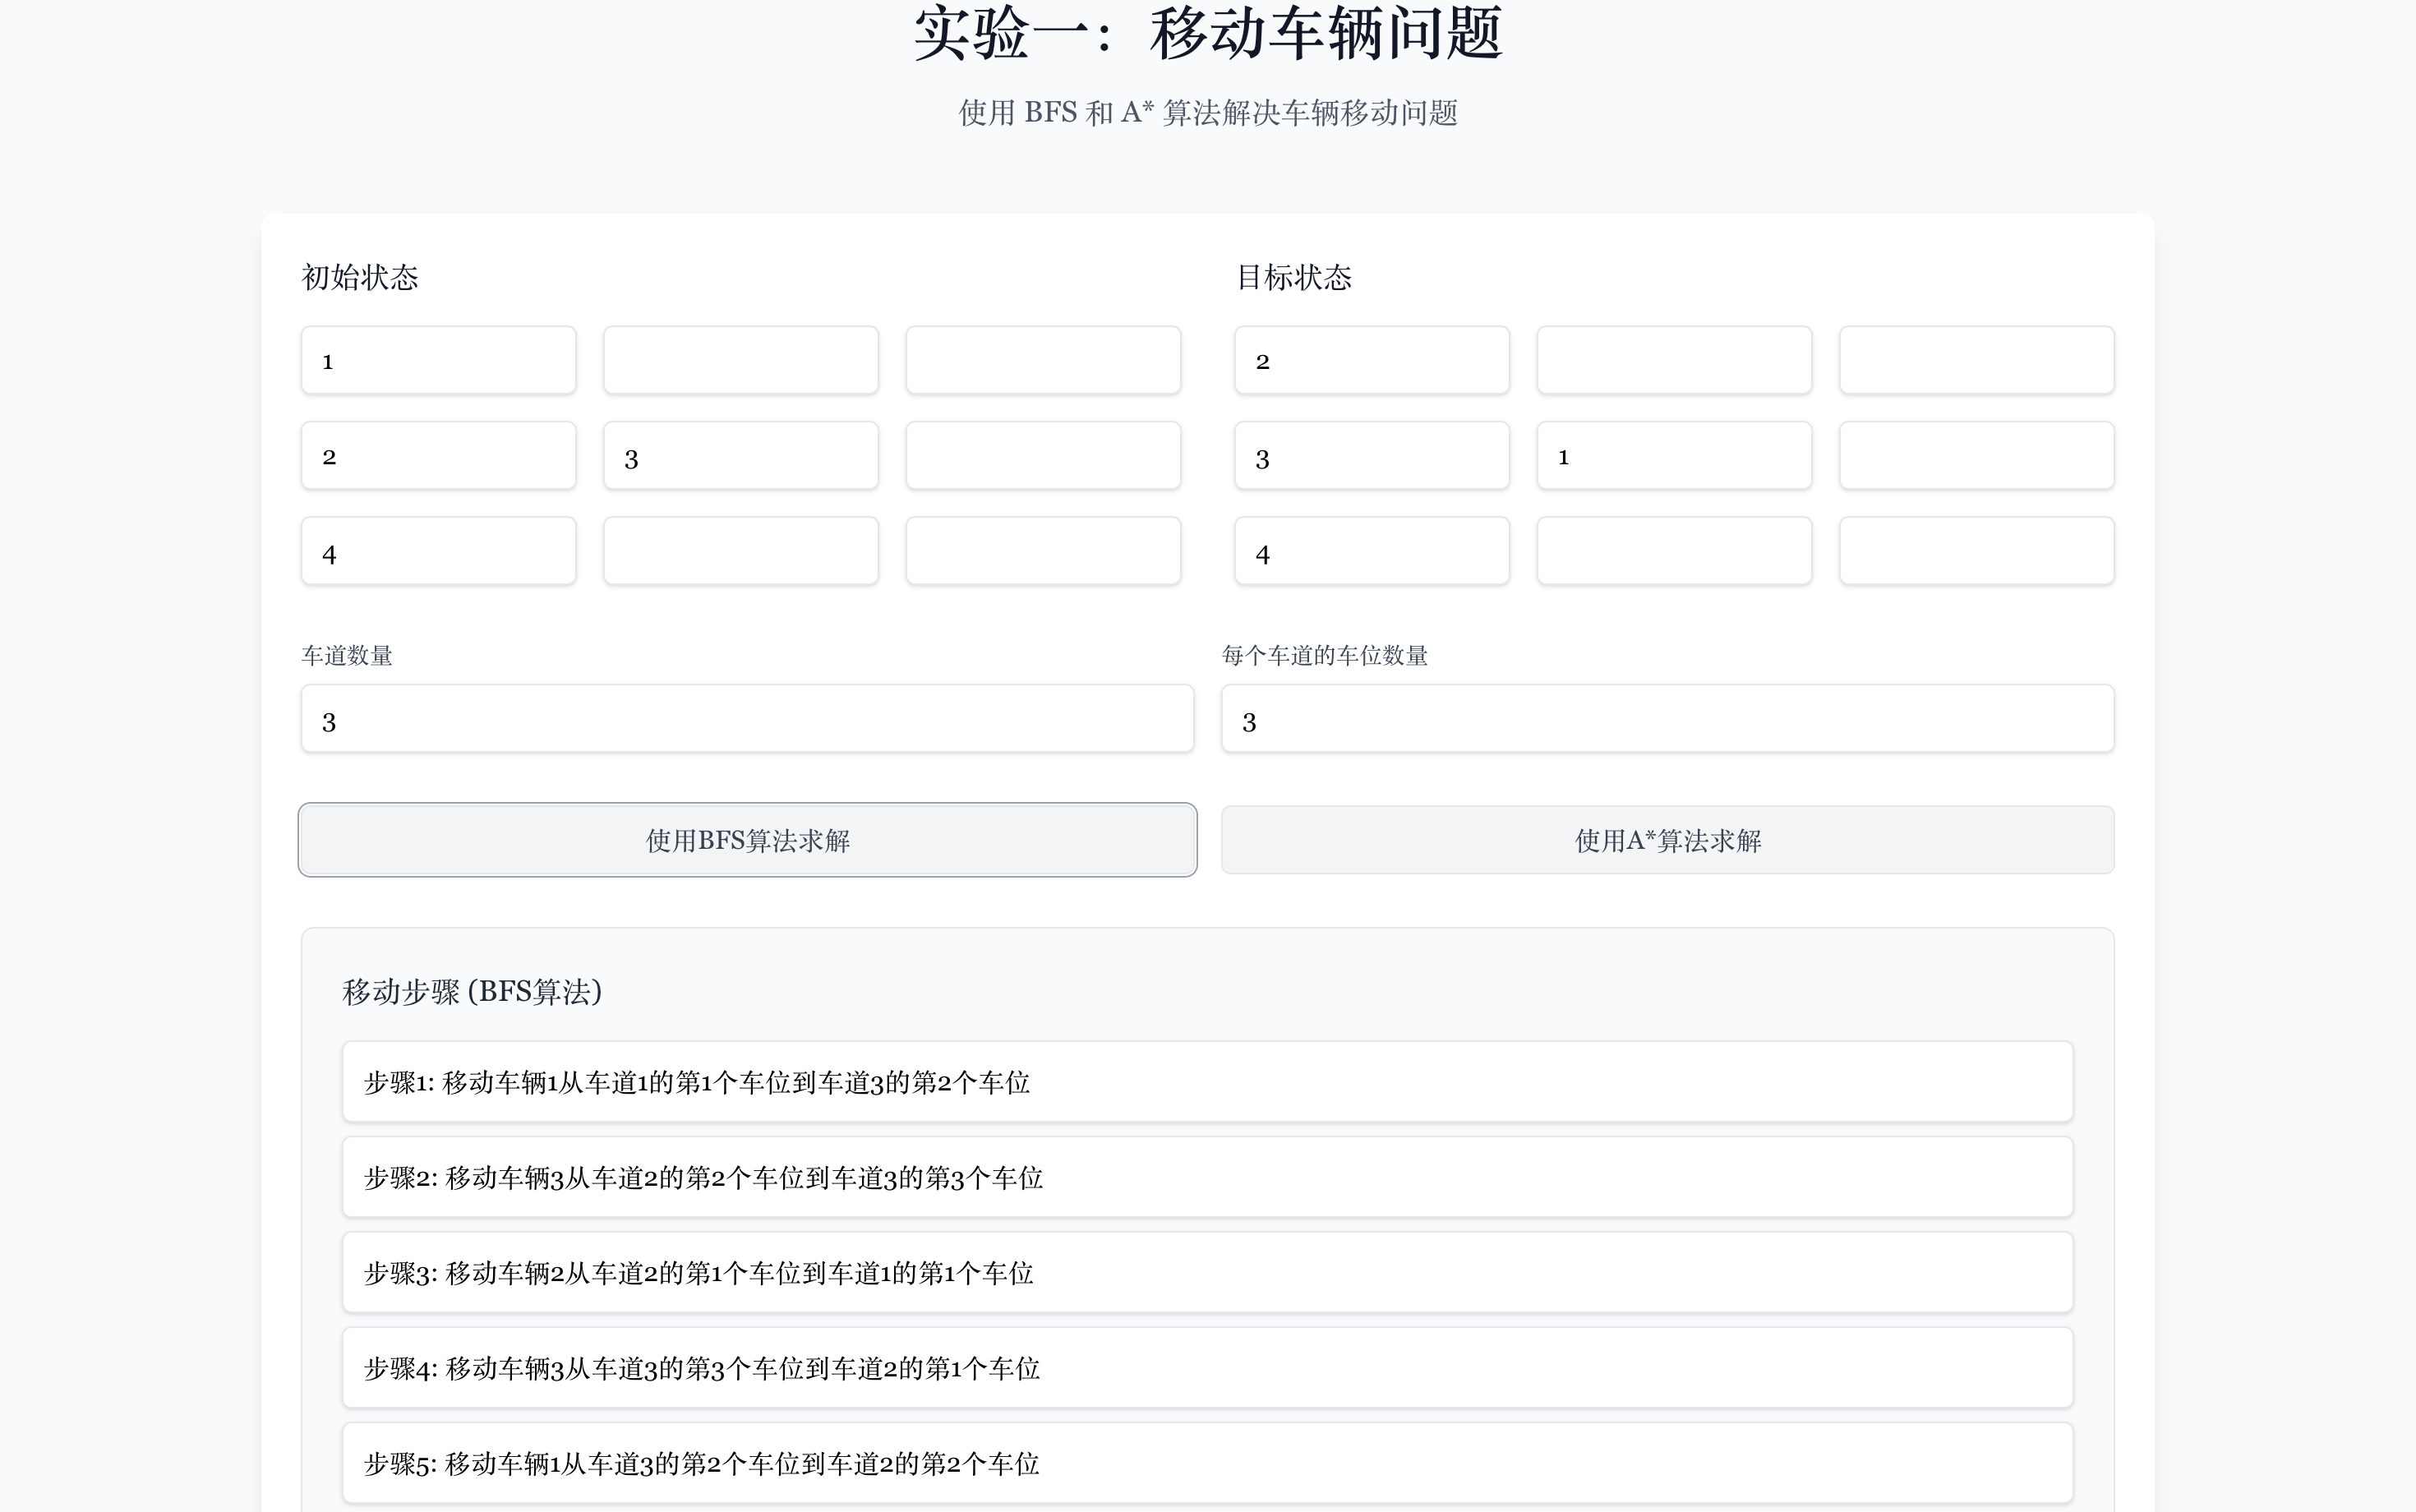 实验一：移动车辆问题
使用 BFS 和 A* 算法解决车辆移动问题
初始状态
目标状态
1
2
2 3
3 1
4
4
车道数量
每个车道的车位数量
3
3
使用BFS算法求解
使用A*算法求解
移动步骤 (BFS算法)
步骤1: 移动车辆1从车道1的第1个车位到车道3的第2个车位
步骤2: 移动车辆3从车道2的第2个车位到车道3的第3个车位
步骤3: 移动车辆2从车道2的第1个车位到车道1的第1个车位
步骤4: 移动车辆3从车道3的第3个车位到车道2的第1个车位
步骤5: 移动车辆1从车道3的第2个车位到车道2的第2个车位